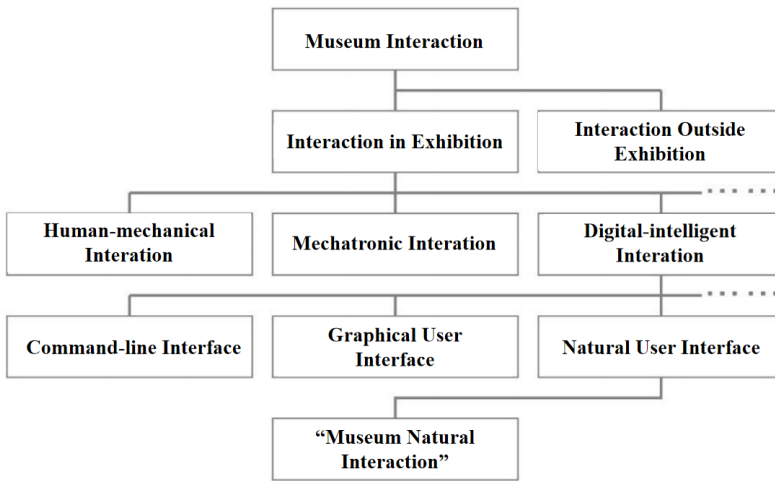 Museum Interaction
Interaction in Exhibition
Interaction Outside
Exhibition
Human-mechanical
Interation
Mechatronic Interation
Digital-intelligent
Interation
Command-line Interface
Graphical User
Interface
Natural User Interface
“Museum Natural
Interaction”